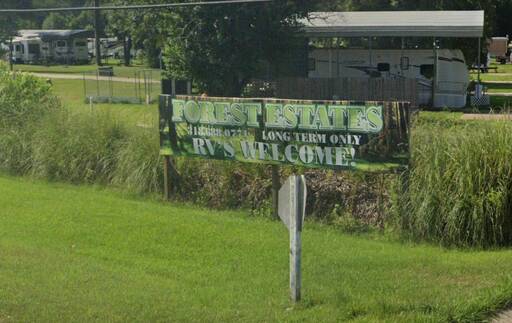 FOREST ESTATES
LONG TERM ONLY
RV'S WELCOME!